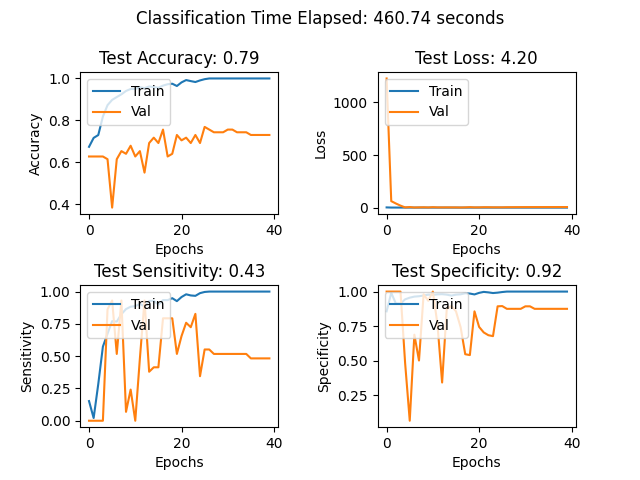 Classification Time Elapsed: 460.74 seconds
Test Accuracy: 0.79
1.0
0.8
0.6
0.4
Accuracy
Train
Val
0
20
40
Epochs
Test Loss: 4.20
1000
500
0
Loss
Train
Val
0
20
40
Epochs
Test Sensitivity: 0.43
1.00
0.75
0.50
0.25
0.00
Sensitivity
Train
Val
0
20
40
Epochs
Test Specificity: 0.92
1.00
0.75
0.50
0.25
Specificity
Train
Val
0
20
40
Epochs